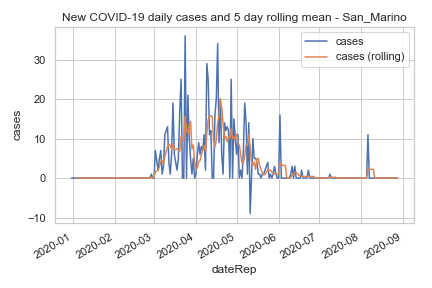 New COVID-19 daily cases and 5 day rolling mean - San_Marino
cases
cases (rolling)
30
20
10
0
−10
cases
2020-01
2020-02
2020-03
2020-04
2020-05
2020-06
2020-07
2020-08
2020-09
dateRep